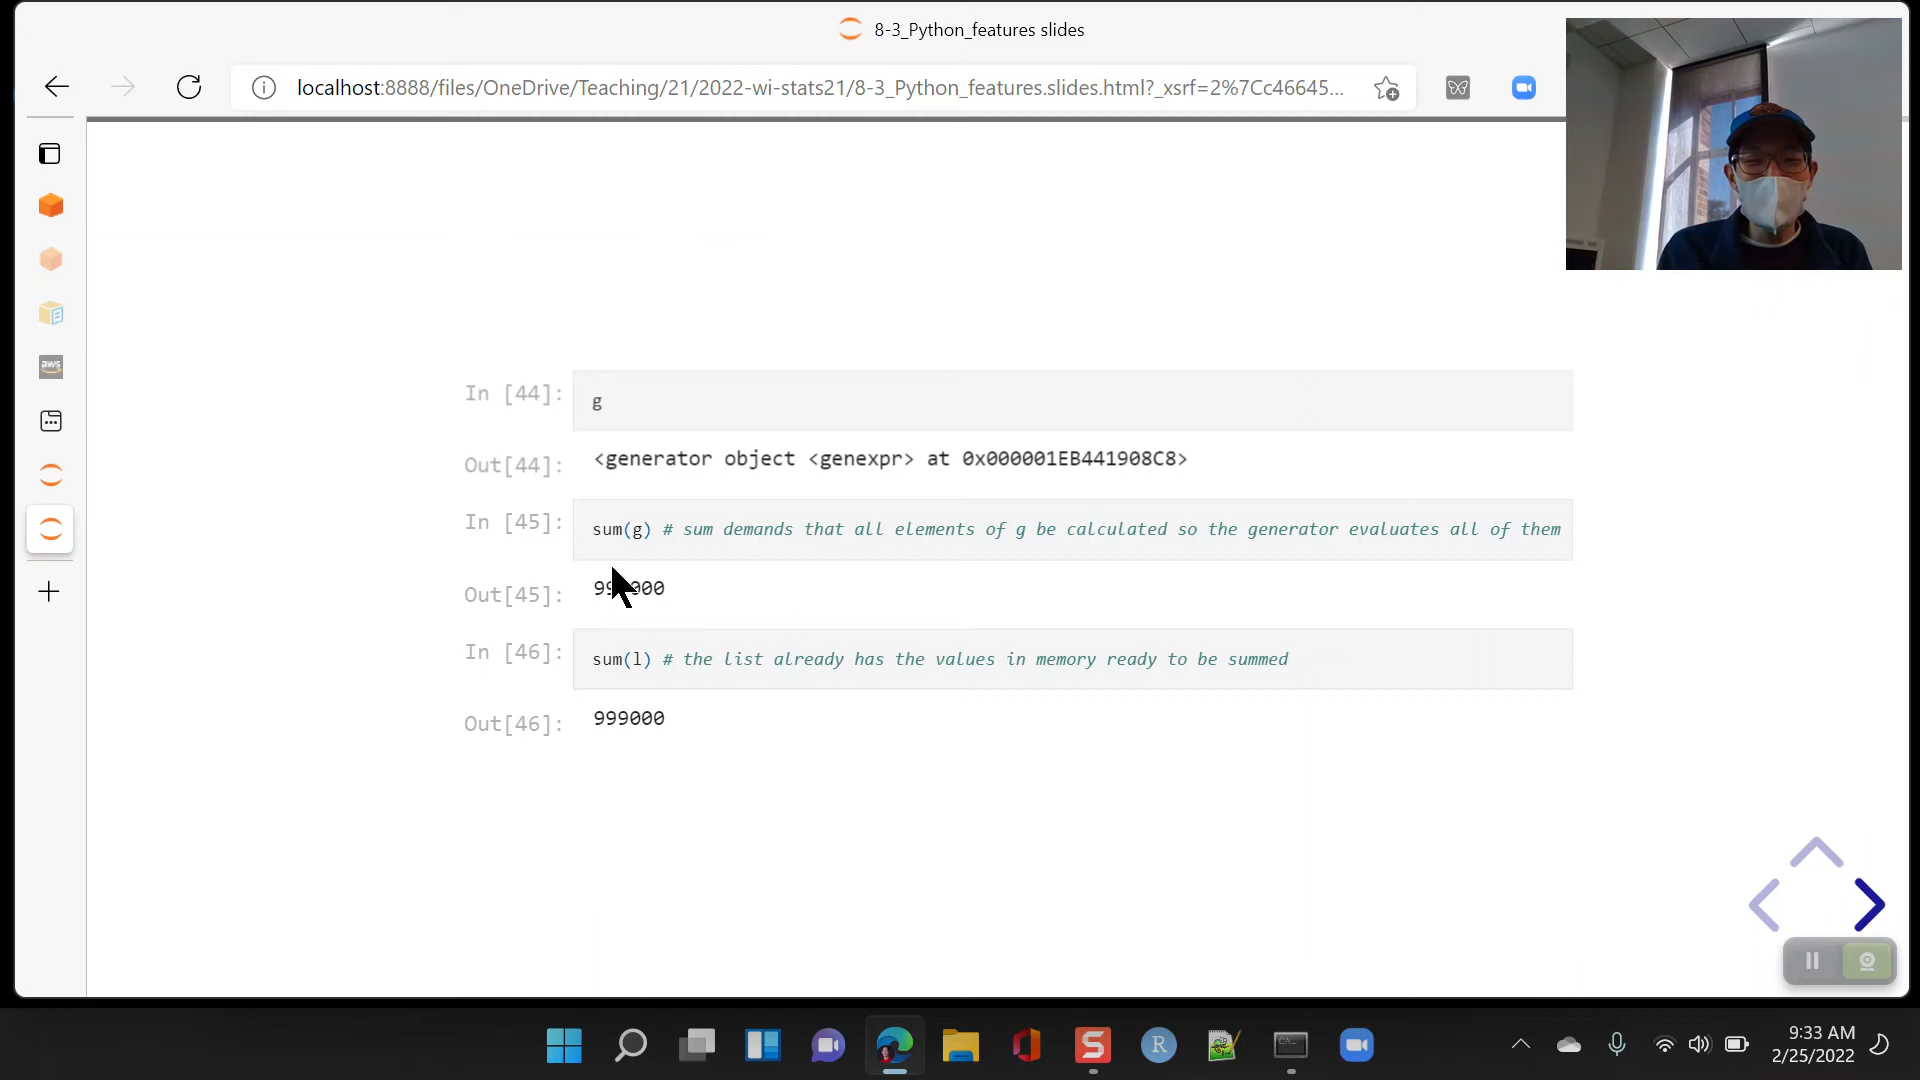 8-3_Python_features slides
localhost:8888/files/OneDrive/Teaching/21/2022-wi-stats21/8-3_Python_features.slides.html?_xsrf=2%7Cc46645...
aws
In [44]:
g
Out[44]:
<generator object <genexpr> at 0x000001EB441908C8>
In [45]:
sum(g) # sum demands that all elements of g be calculated so the generator evaluates all of them
Out[45]:
In [46]:
sum(l) # the list already has the values in memory ready to be summed
Out[46]:
999000
S
R
9:33 AM
2/25/2022